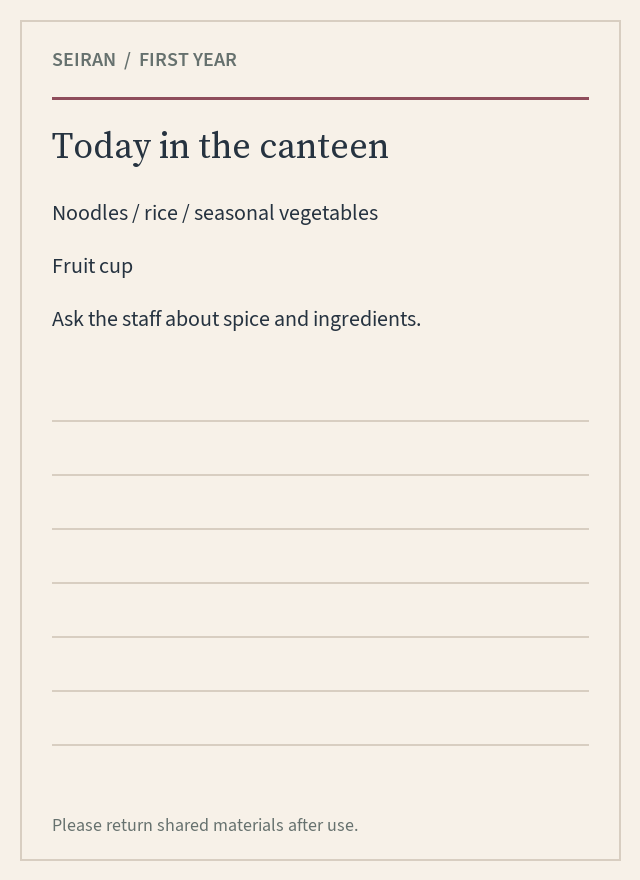 SEIRAN / FIRST YEAR
Today in the canteen
Noodles / rice / seasonal vegetables
Fruit cup
Ask the staff about spice and ingredients.
Please return shared materials after use.